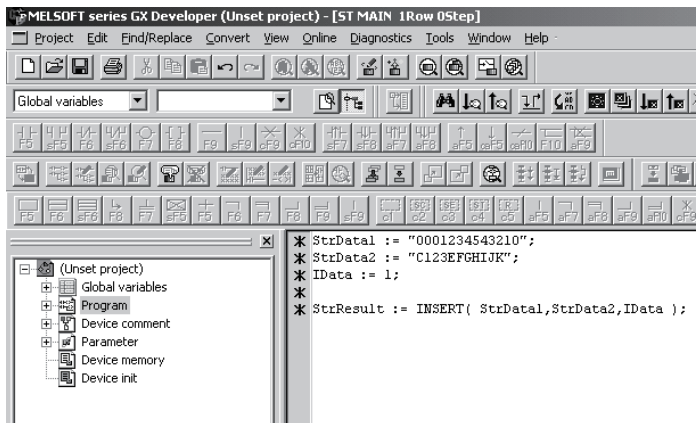 MELSOFT series GX Developer (Unset project) - [ST MAIN 1Row 0Step]
Project Edit Find/Replace Convert View Online Diagnostics Tools Window Help
Global variables
F5 sF5 F6 sF6 F7 F8 F9 sF9 cF9 cF10 sF7 sF8 aF7 aF8 aF5 caF5 caF10 F10 aF9
F5 F6 sF6 F8 F7 sF5 F5 F6 F7 F8 F9 sF9 c1 c2 c3 c4 c5 aF5 aF7 aF8 aF9 aF10 cF9
(Unset project)
Global variables
Program
Device comment
Parameter
Device memory
Device init
* StrData1 := "0001234543210";
* StrData2 := "C123EFGHIJK";
* IData := 1;
*
* StrResult := INSERT( StrData1,StrData2,IData );